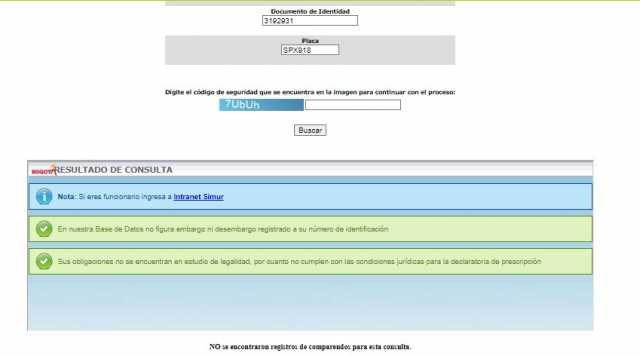 Documento de Identidad
3192931
Placa
SPX918
Digite el código de seguridad que se encuentra en la imagen para continuar con el proceso:
7UbUh
Buscar
BOGOTÁ RESULTADO DE CONSULTA
Nota: Si eres funcionario ingresa a Intranet Simur
En nuestra Base de Datos no figura embargo ni desembargo registrado a su número de identificación
Sus obligaciones no se encuentran en estudio de legalidad, por cuanto no cumplen con las condiciones jurídicas para la declaratoria de prescripción
NO se encontraron registros de comparendos para esta consulta.